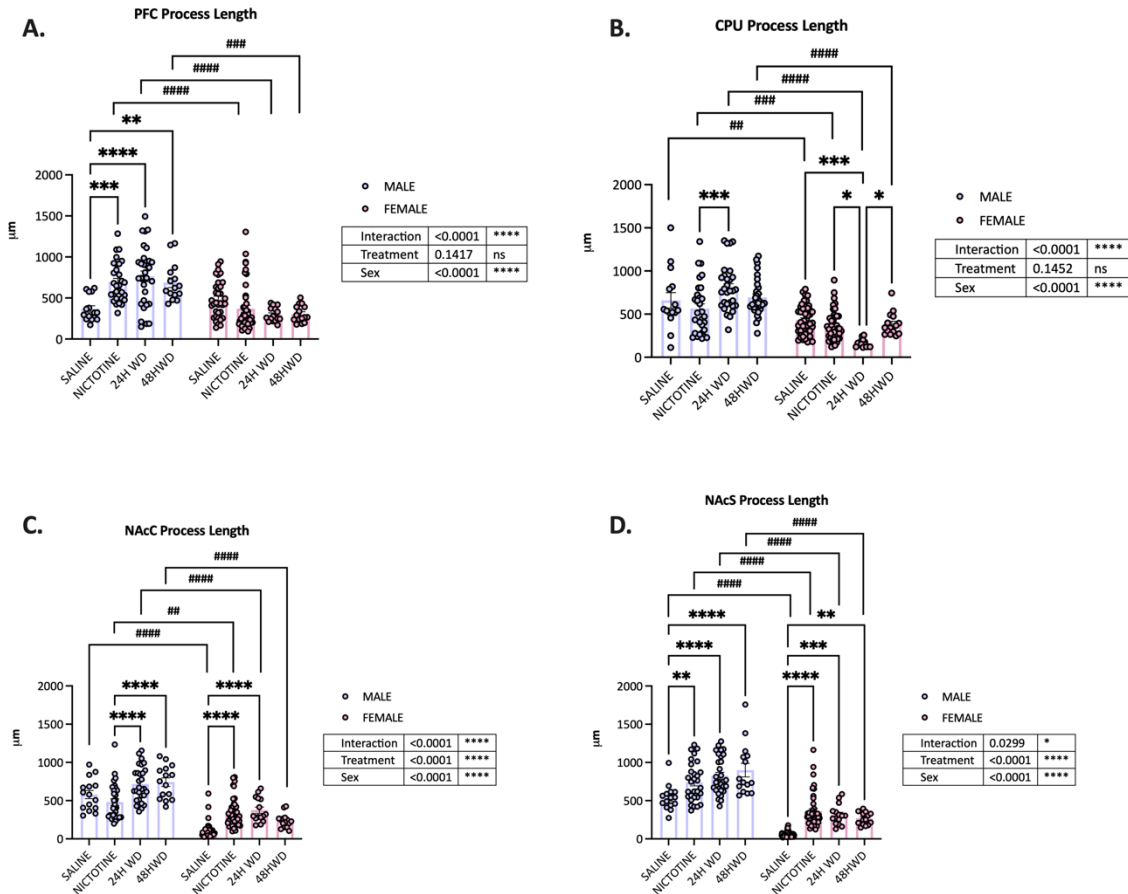 A.
PFC Process Length
###
####
####
**
****
***
2000
1500
1000
500
0
µm
SALINE
NICTOTINE
24H WD
48HWD
SALINE
NICTOTINE
24H WD
48HWD
MALE
FEMALE
Interaction <0.0001 ****
Treatment 0.1417 ns
Sex <0.0001 ****
B.
CPU Process Length
####
####
###
##
***
***
*
*
2000
1500
1000
500
0
µm
SALINE
NICTOTINE
24H WD
48HWD
SALINE
NICTOTINE
24H WD
48HWD
MALE
FEMALE
Interaction <0.0001 ****
Treatment 0.1452 ns
Sex <0.0001 ****
C.
NAcC Process Length
####
####
##
####
****
****
****
****
2000
1500
1000
500
0
µm
SALINE
NICTOTINE
24H WD
48HWD
SALINE
NICTOTINE
24H WD
48HWD
MALE
FEMALE
Interaction <0.0001 ****
Treatment <0.0001 ****
Sex <0.0001 ****
D.
NAcS Process Length
####
####
####
####
****
**
****
***
**
****
2000
1500
1000
500
0
µm
SALINE
NICTOTINE
24H WD
48HWD
SALINE
NICTOTINE
24H WD
48HWD
MALE
FEMALE
Interaction 0.0299 *
Treatment <0.0001 ****
Sex <0.0001 ****